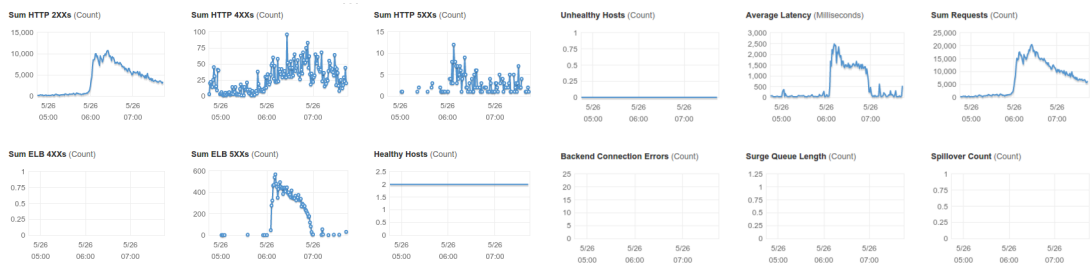 Sum HTTP 2XXs (Count)
15,000
10,000
5,000
0
5/26 5/26 5/26
05:00 06:00 07:00
Sum HTTP 4XXs (Count)
100
75
50
25
0
5/26 5/26 5/26
05:00 06:00 07:00
Sum HTTP 5XXs (Count)
15
10
5
0
5/26 5/26 5/26
05:00 06:00 07:00
Unhealthy Hosts (Count)
1
0.75
0.5
0.25
0
5/26 5/26 5/26
05:00 06:00 07:00
Average Latency (Milliseconds)
3,000
2,500
2,000
1,500
1,000
500
0
5/26 5/26 5/26
05:00 06:00 07:00
Sum Requests (Count)
25,000
20,000
15,000
10,000
5,000
0
5/26 5/26 5/26
05:00 06:00 07:00
Sum ELB 4XXs (Count)
1
0.75
0.5
0.25
0
5/26 5/26 5/26
05:00 06:00 07:00
Sum ELB 5XXs (Count)
600
400
200
0
5/26 5/26 5/26
05:00 06:00 07:00
Healthy Hosts (Count)
2.5
2
1.5
1
0.5
0
5/26 5/26 5/26
05:00 06:00 07:00
Backend Connection Errors (Count)
25
20
15
10
5
0
5/26 5/26 5/26
05:00 06:00 07:00
Surge Queue Length (Count)
1.25
1
0.75
0.5
0.25
0
5/26 5/26 5/26
05:00 06:00 07:00
Spillover Count (Count)
1
0.75
0.5
0.25
0
5/26 5/26 5/26
05:00 06:00 07:00